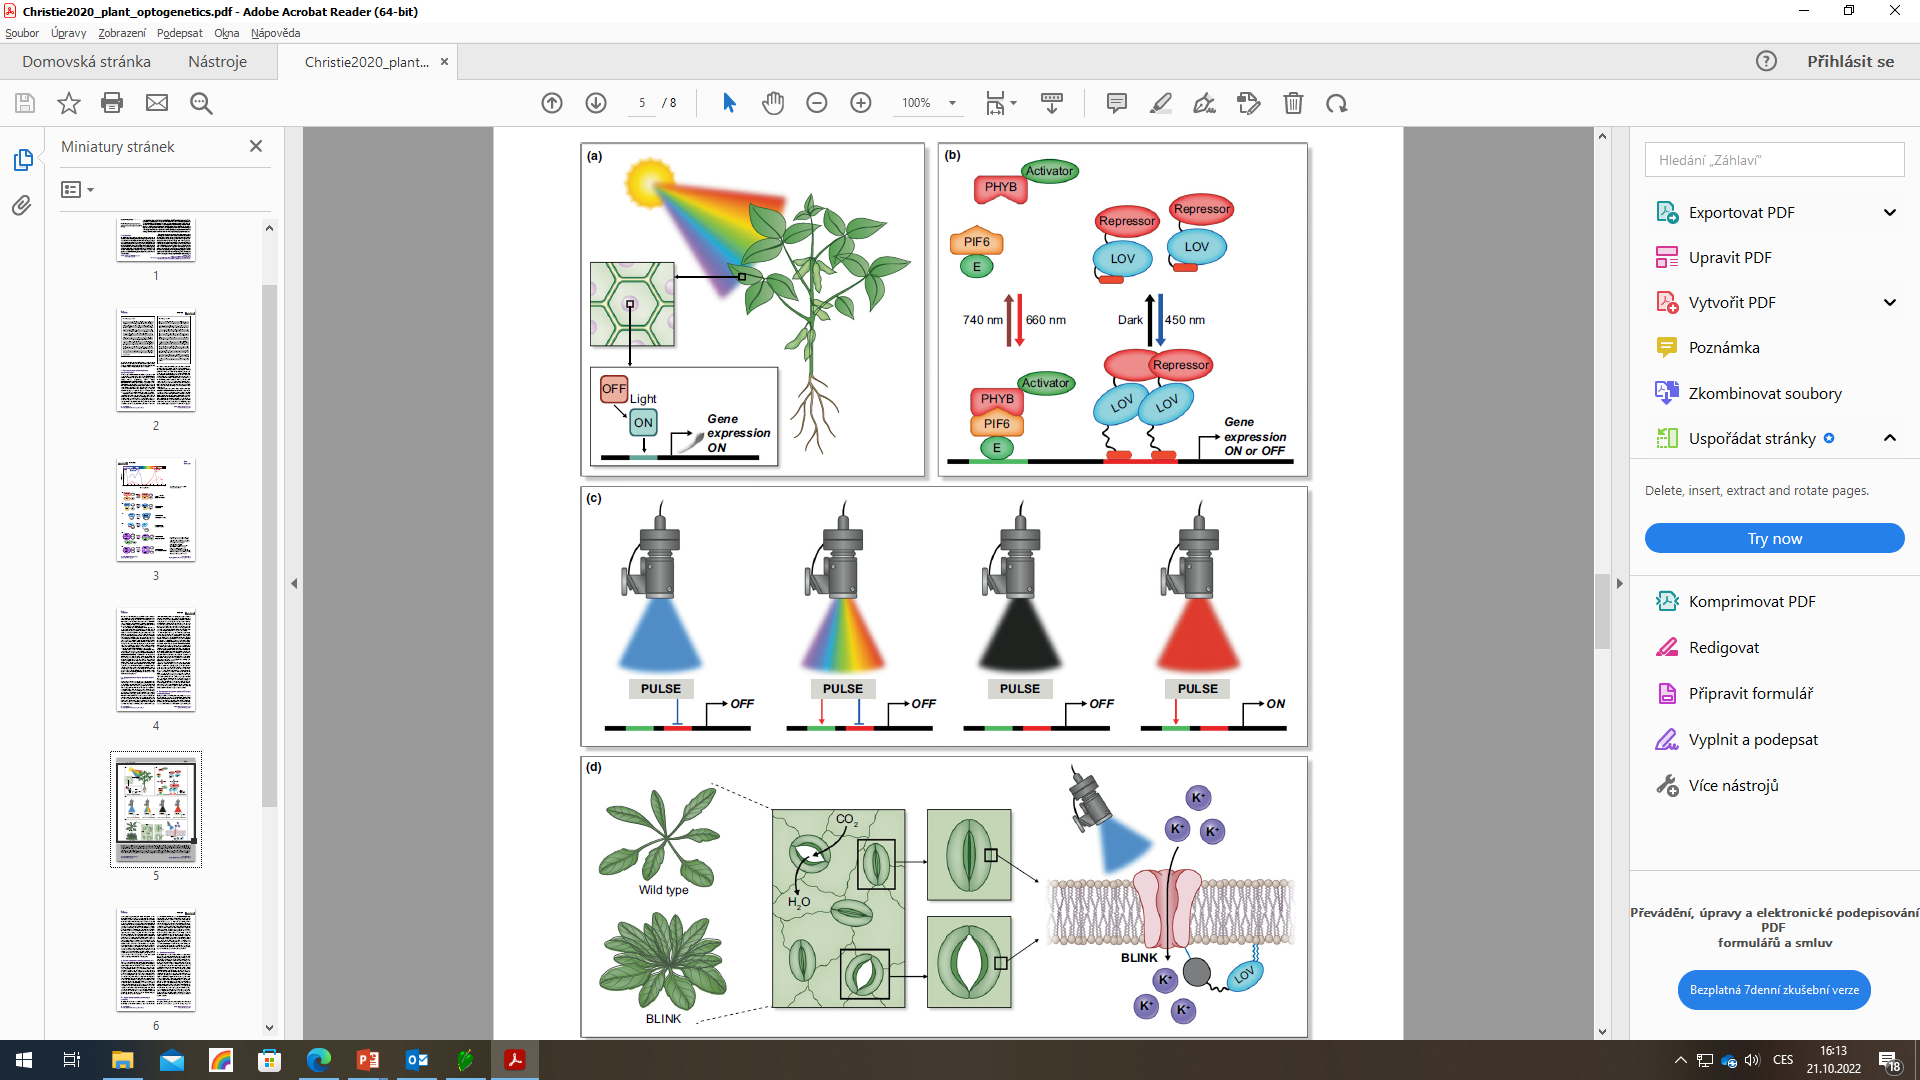 Christie2020_plant_optogenetics.pdf - Adobe Acrobat Reader (64-bit)
Soubor Úpravy Zobrazení Podepsat Okna Nápověda
Domovská stránka Nástroje Christie2020_plant... Přihlásit se
5 / 8 100%
Miniatury stránek
1
2
3
4
5
6
(a)
OFF
Light
ON
Gene
expression
ON
(b)
Activator
PHYB
PIF6
E
Repressor
LOV
Repressor
LOV
740 nm 660 nm
Dark 450 nm
Activator
PHYB
PIF6
E
Repressor
LOV LOV
Gene
expression
ON or OFF
(c)
PULSE PULSE PULSE PULSE
OFF OFF OFF ON
(d)
Wild type
BLINK
CO2
H2O
K+
K+ K+
BLINK
K+
K+ K+
LOV
Hledání „Záhlaví"
Exportovat PDF
Upravit PDF
Vytvořit PDF
Poznámka
Zkombinovat soubory
Uspořádat stránky
Delete, insert, extract and rotate pages.
Try now
Komprimovat PDF
Redigovat
Připravit formulář
Vyplnit a podepsat
Více nástrojů
Převádění, úpravy a elektronické podepisování
PDF
formulářů a smluv
Bezplatná 7denní zkušební verze
CES
16:13
21.10.2022
18